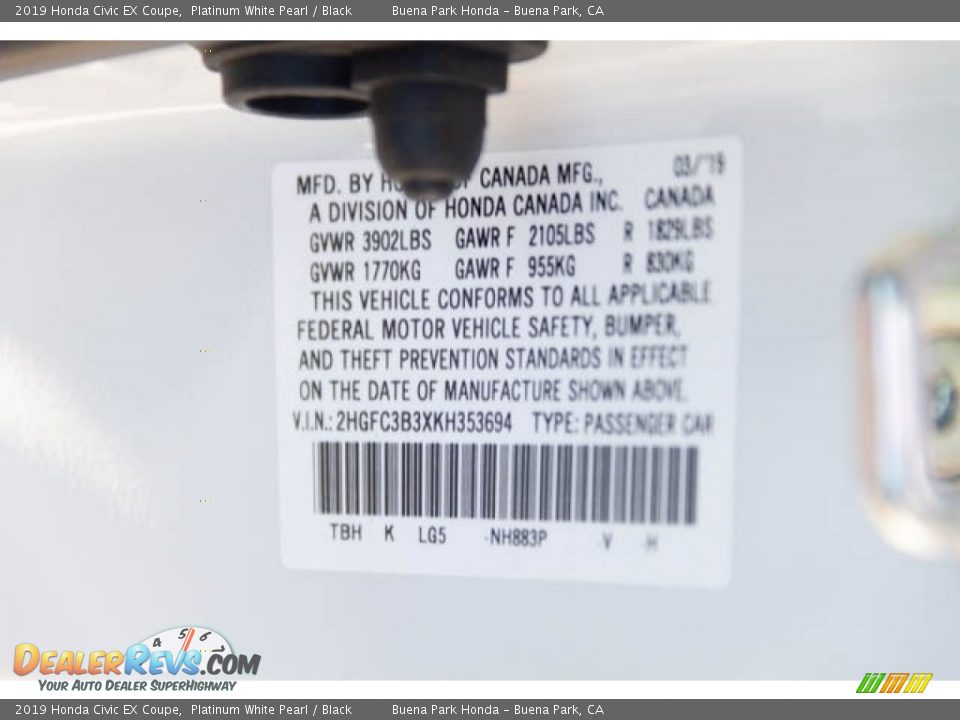 2019 Honda Civic EX Coupe, Platinum White Pearl / Black Buena Park Honda - Buena Park, CA
03/'19
MFD. BY CANADA MFG.,
A DIVISION OF HONDA CANADA INC. CANADA
GVWR 3902LBS GAWR F 2105LBS R 1829LBS
GVWR 1770KG GAWR F 955KG R 830KG
THIS VEHICLE CONFORMS TO ALL APPLICABLE
FEDERAL MOTOR VEHICLE SAFETY, BUMPER,
AND THEFT PREVENTION STANDARDS IN EFFECT
ON THE DATE OF MANUFACTURE SHOWN ABOVE.
V.I.N.: 2HGFC3B3XKH353694 TYPE: PASSENGER CAR
TBH K LG5 -NH883P -V -H
4 5 6
DEALERREVS.COM
YOUR AUTO DEALER SUPERHIGHWAY
2019 Honda Civic EX Coupe, Platinum White Pearl / Black Buena Park Honda - Buena Park, CA